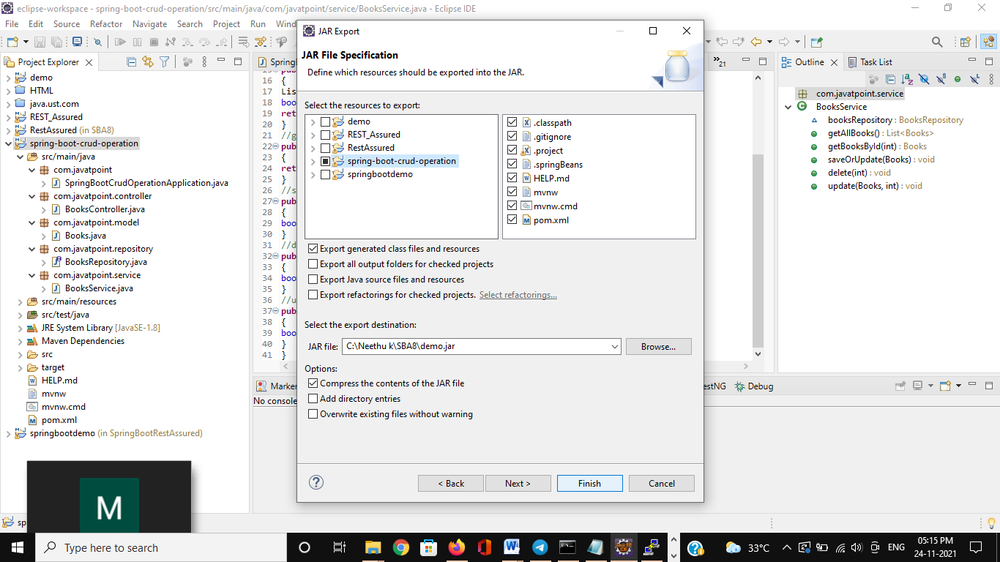 eclipse-workspace - spring-boot-crud-operation/src/main/java/com/javatpoint/service/BooksService.java - Eclipse IDE
File Edit Source Refactor Navigate Search Project Run
Project Explorer
demo
HTML
java.ust.com
REST_Assured
RestAssured (in SBA8)
spring-boot-crud-operation
src/main/java
com.javatpoint
SpringBootCrudOperationApplication.java
com.javatpoint.controller
BooksController.java
com.javatpoint.model
Books.java
com.javatpoint.repository
BooksRepository.java
com.javatpoint.service
BooksService.java
src/main/resources
src/test/java
JRE System Library [JavaSE-1.8]
Maven Dependencies
src
target
HELP.md
mvnw
mvnw.cmd
pom.xml
springbootdemo (in SpringBootRestAssured)
M
16 {
17 Lis
18 boo
19 ret
20 }
21 //g
22 pub
23 {
24 ret
25 }
26 //s
27 pub
28 {
29 boo
30 }
31 //d
32 pub
33 {
34 boo
35 }
36 //u
37 pub
38 {
39 boo
40 }
41 }
No console
JAR Export
JAR File Specification
Define which resources should be exported into the JAR.
Select the resources to export:
demo
REST_Assured
RestAssured
spring-boot-crud-operation
springbootdemo
.classpath
.gitignore
.project
.springBeans
HELP.md
mvnw
mvnw.cmd
pom.xml
Export generated class files and resources
Export all output folders for checked projects
Export Java source files and resources
Export refactorings for checked projects. Select refactorings...
Select the export destination:
JAR file: C:\Neethu k\SBA8\demo.jar Browse...
Options:
Compress the contents of the JAR file
Add directory entries
Overwrite existing files without warning
? < Back Next > Finish Cancel
21
Outline Task List
com.javatpoint.service
BooksService
booksRepository : BooksRepository
getAllBooks() : List<Books>
getBooksById(int) : Books
saveOrUpdate(Books) : void
delete(int) : void
update(Books, int) : void
Debug
Type here to search
33°C ENG 05:15 PM
24-11-2021